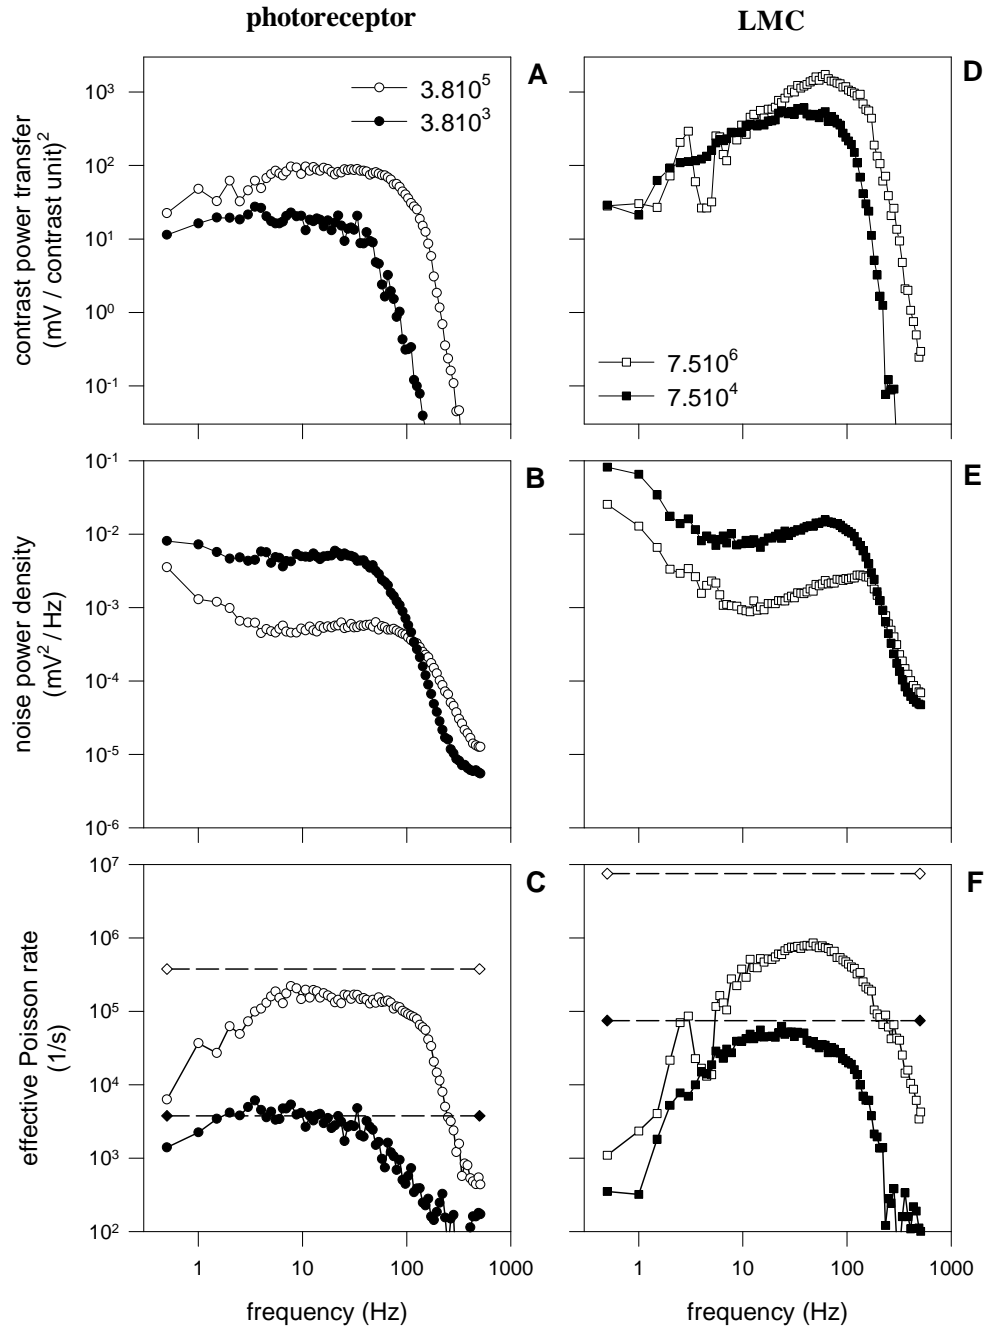 photoreceptor
LMC
A
3.810^5
3.810^3
10^3
10^2
10^1
10^0
10^-1
contrast power transfer
(mV / contrast unit)^2
D
7.510^6
7.510^4
B
10^-1
10^-2
10^-3
10^-4
10^-5
10^-6
noise power density
(mV^2 / Hz)
E
C
10^7
10^6
10^5
10^4
10^3
10^2
effective Poisson rate
(1/s)
F
1 10 100 1000
frequency (Hz)
1 10 100 1000
frequency (Hz)